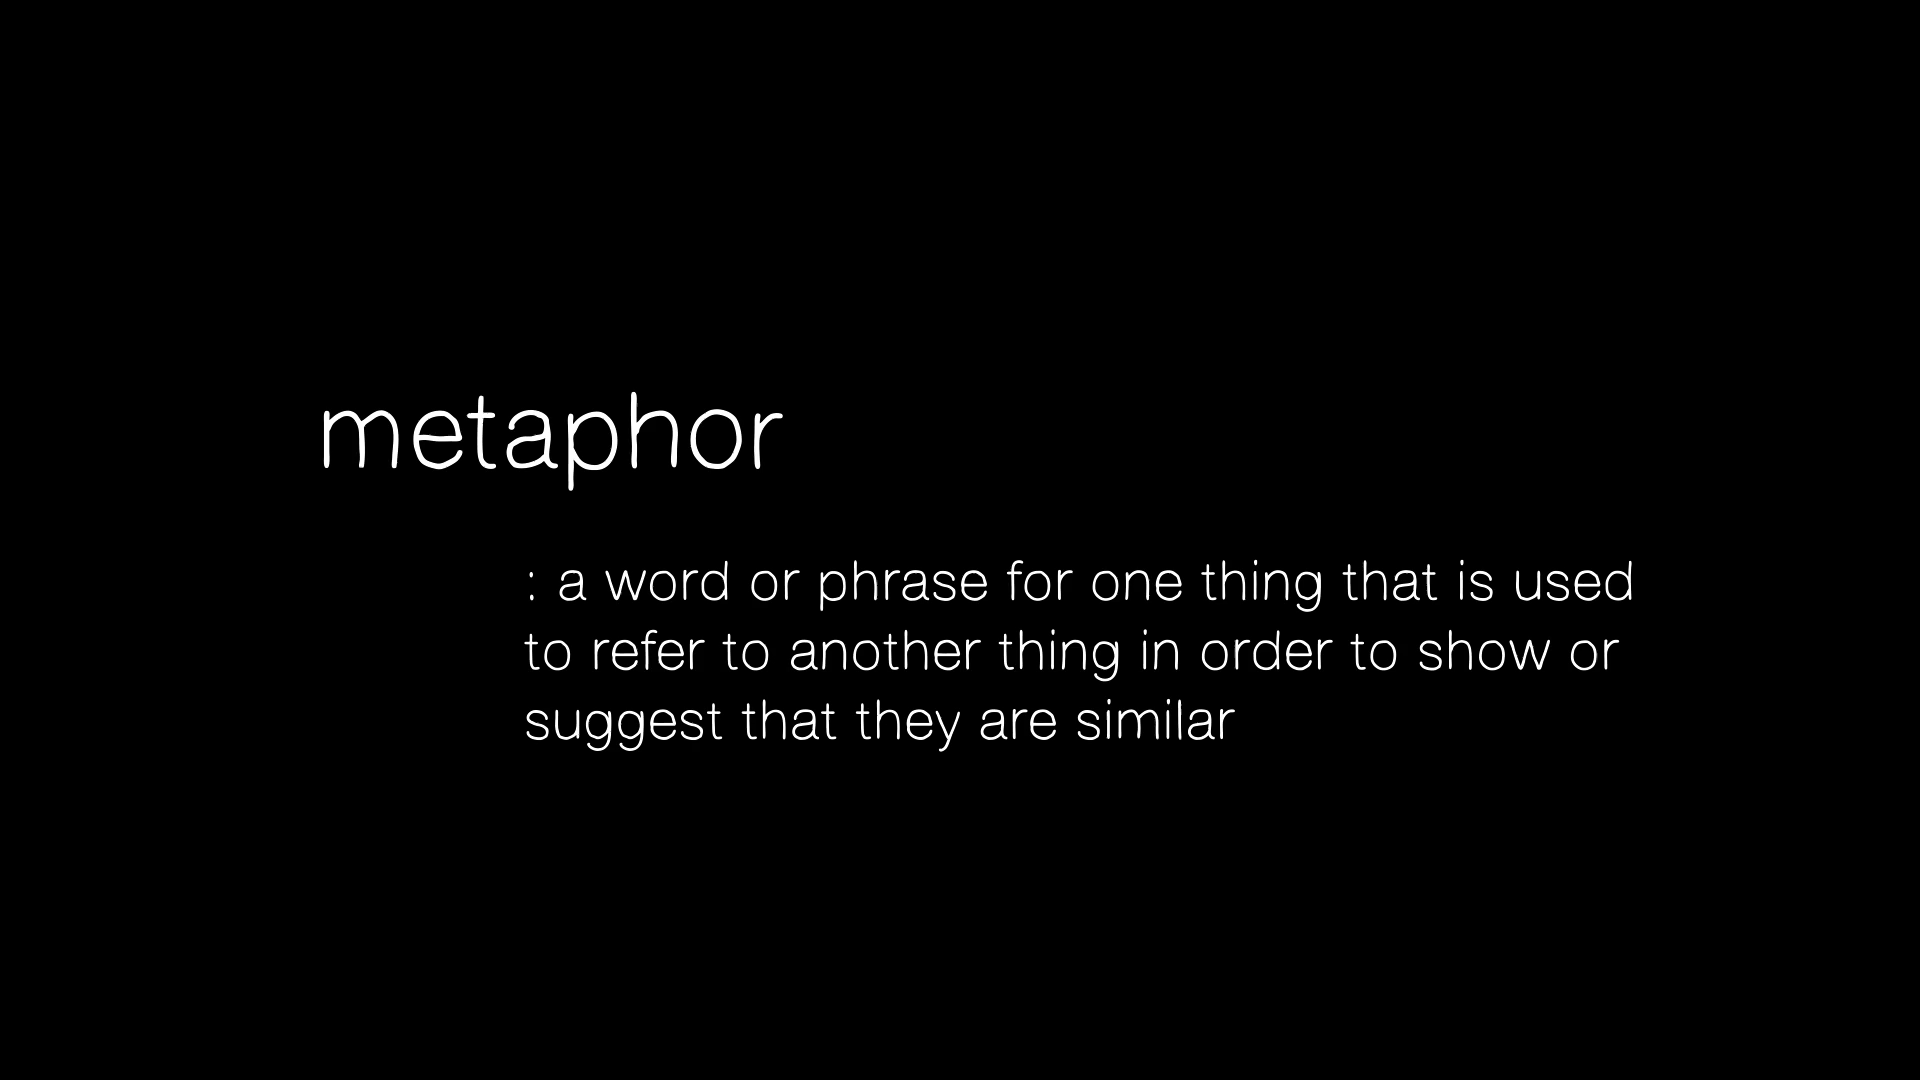 metaphor
: a word or phrase for one thing that is used
to refer to another thing in order to show or
suggest that they are similar